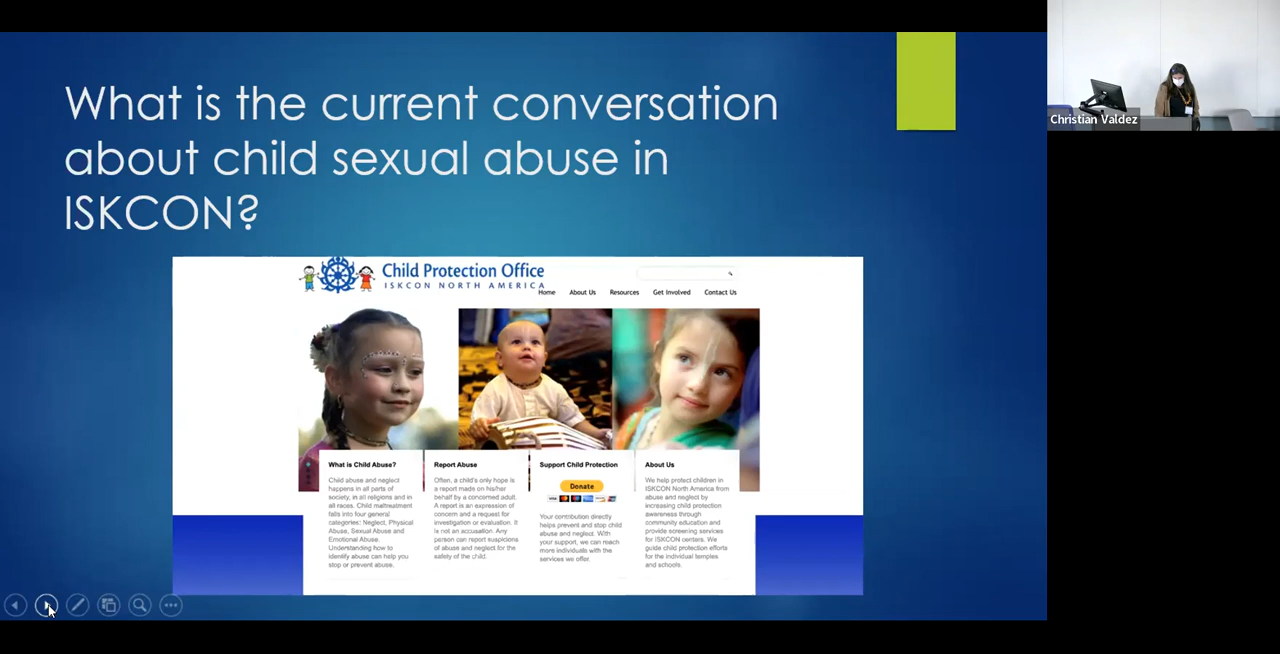 What is the current conversation
about child sexual abuse in
ISKCON?
Christian Valdez
Child Protection Office
ISKCON NORTH AMERICA
Home About Us Resources Get Involved Contact Us
What is Child Abuse?
Child abuse and neglect
happens in all parts of
society, in all religions and in
all races. Child maltreatment
falls into four general
categories: Neglect, Physical
Abuse, Sexual Abuse and
Emotional Abuse.
Understanding how to
identify abuse can help you
stop or prevent abuse.
Report Abuse
Often, a child's only hope is
a report made on his/her
behalf by a concerned adult.
A report is an expression of
concern and a request for
investigation or evaluation. It
is not an accusation. Any
person can report suspicions
of abuse and neglect for the
safety of the child.
Support Child Protection
Donate
VISA
Your contribution directly
helps prevent and stop child
abuse and neglect. With
your support, we can reach
more individuals with the
services we offer.
About Us
We help protect children in
ISKCON North America from
abuse and neglect by
increasing child protection
awareness through
community education and
provide screening services
for ISKCON centers. We
guide child protection efforts
for the individual temples
and schools.